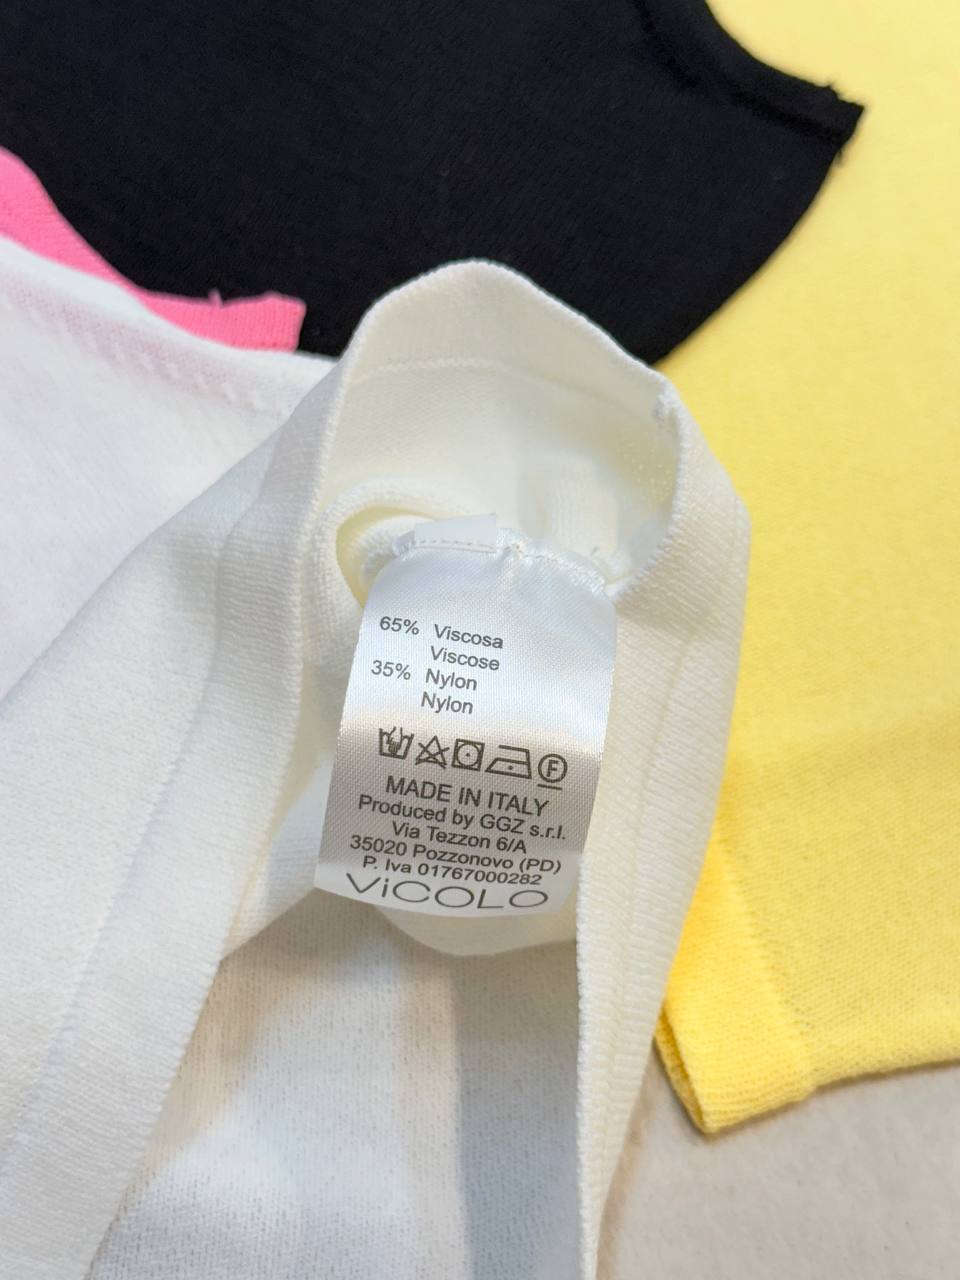 65% Viscosa
Viscose
35% Nylon
Nylon
F
MADE IN ITALY
Produced by GGZ s.r.l.
Via Tezzon 6/A
35020 Pozzonovo (PD)
P. Iva 01767000282
ViCOLO